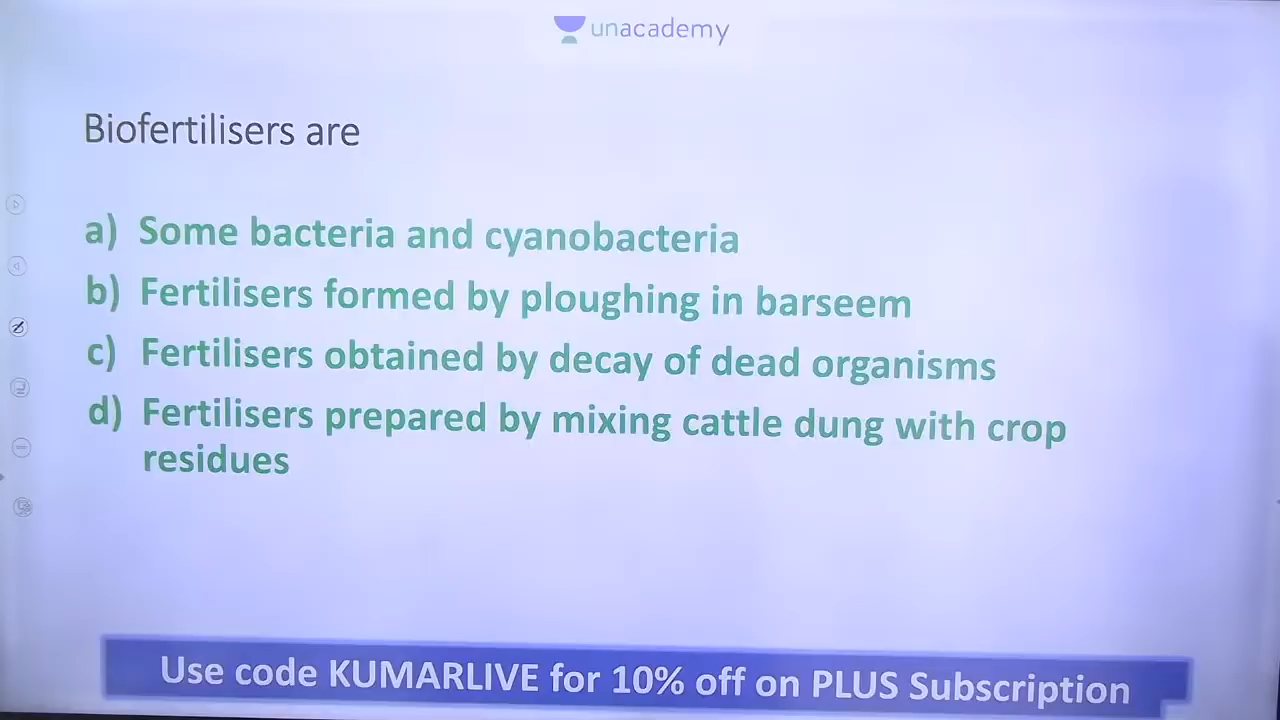 unacademy
Biofertilisers are
a) Some bacteria and cyanobacteria
b) Fertilisers formed by ploughing in barseem
c) Fertilisers obtained by decay of dead organisms
d) Fertilisers prepared by mixing cattle dung with crop
residues
Use code KUMARLIVE for 10% off on PLUS Subscription